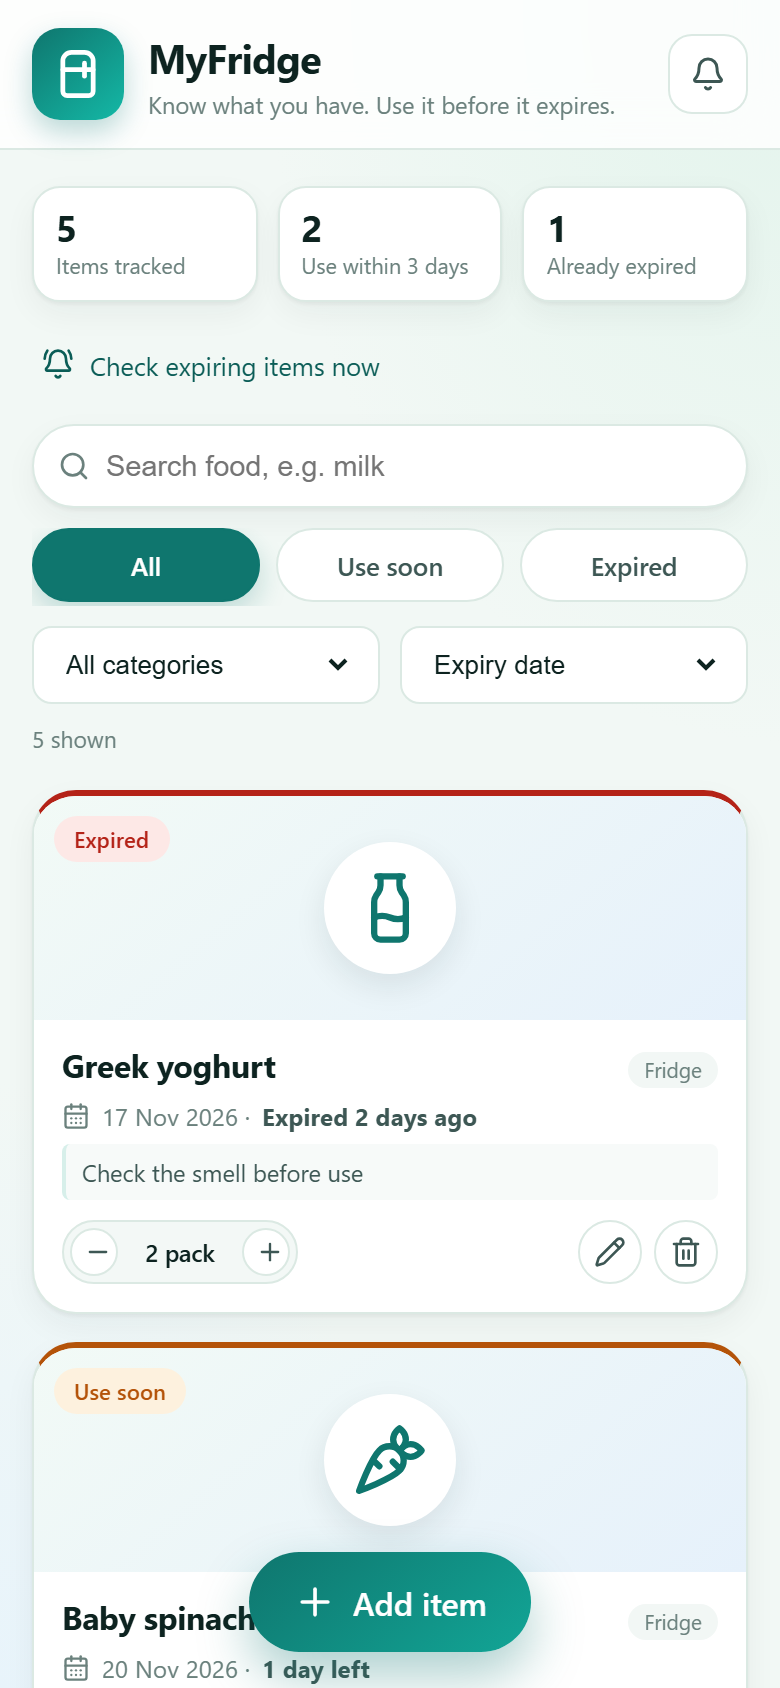 MyFridge
Know what you have. Use it before it expires.
5
Items tracked
2
Use within 3 days
1
Already expired
Check expiring items now
Search food, e.g. milk
All
Use soon
Expired
All categories
Expiry date
5 shown
Expired
Greek yoghurt
Fridge
17 Nov 2026 · Expired 2 days ago
Check the smell before use
2 pack
Use soon
Baby spinach
Fridge
Add item
20 Nov 2026 · 1 day left